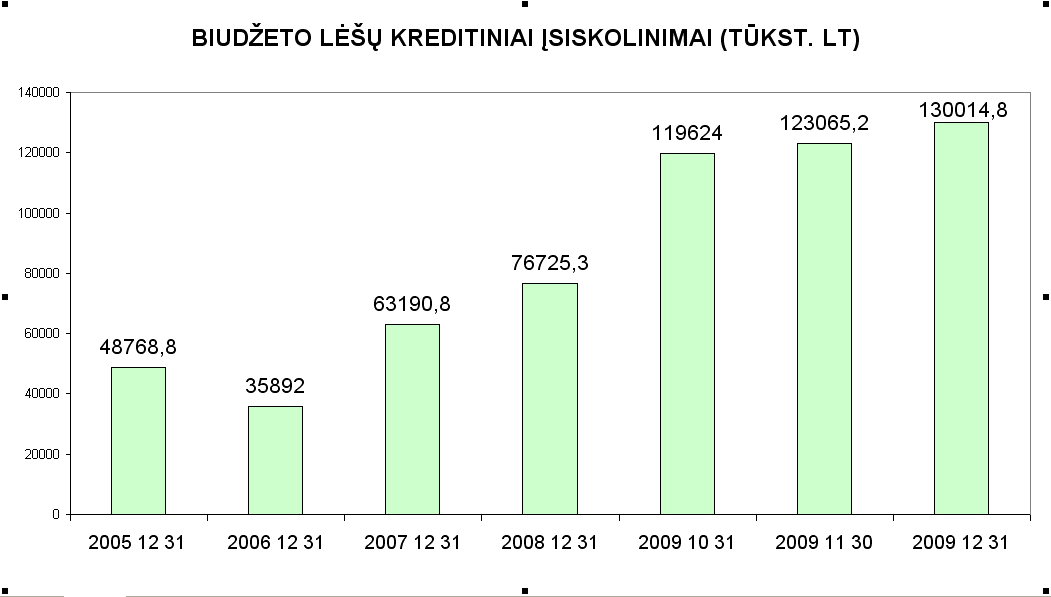 BIUDŽETO LĖŠŲ KREDITINIAI ĮSISKOLINIMAI (TŪKST. LT)
140000
120000
100000
80000
60000
40000
20000
0
48768,8
35892
63190,8
76725,3
119624
123065,2
130014,8
2005 12 31
2006 12 31
2007 12 31
2008 12 31
2009 10 31
2009 11 30
2009 12 31